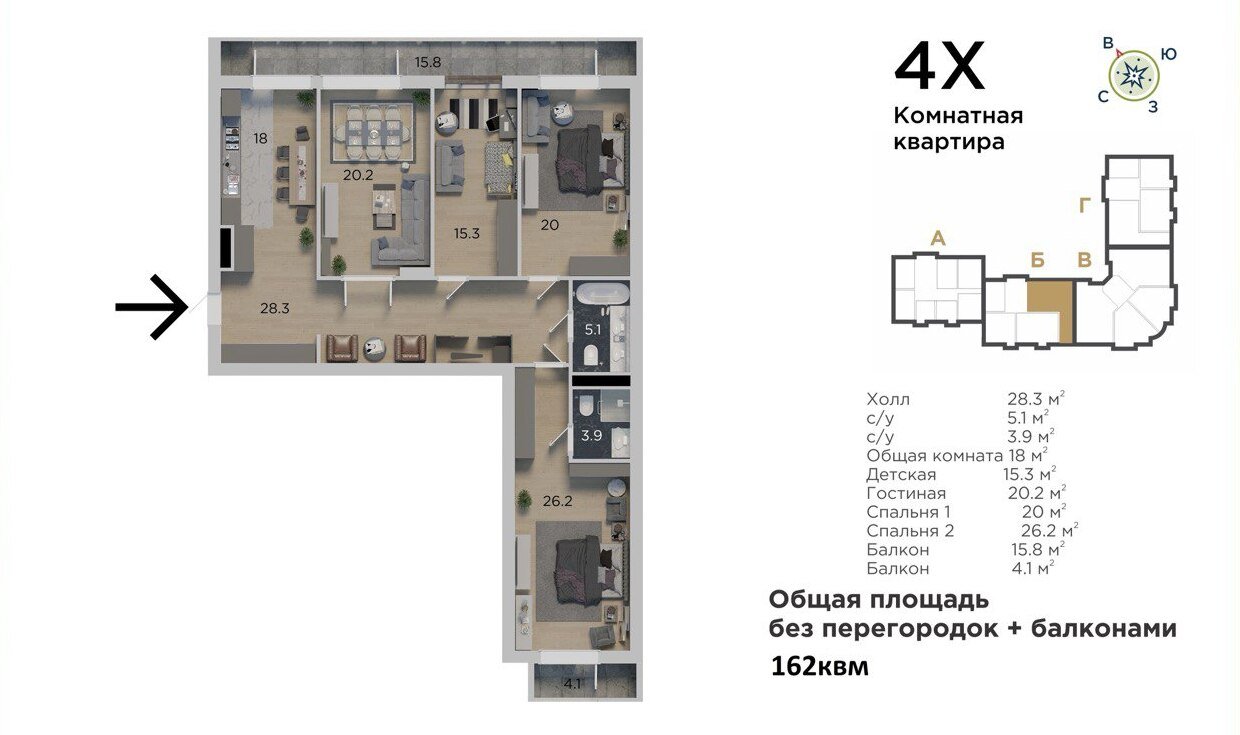 15.8
18
20.2
15.3
20
28.3
5.1
3.9
26.2
4.1
4X
Комнатная
квартира
В
Ю
С
З
Г
А
Б
В
Холл 28.3 м²
с/у 5.1 м²
с/у 3.9 м²
Общая комната 18 м²
Детская 15.3 м²
Гостиная 20.2 м²
Спальня 1 20 м²
Спальня 2 26.2 м²
Балкон 15.8 м²
Балкон 4.1 м²
Общая площадь
без перегородок + балконами
162квм